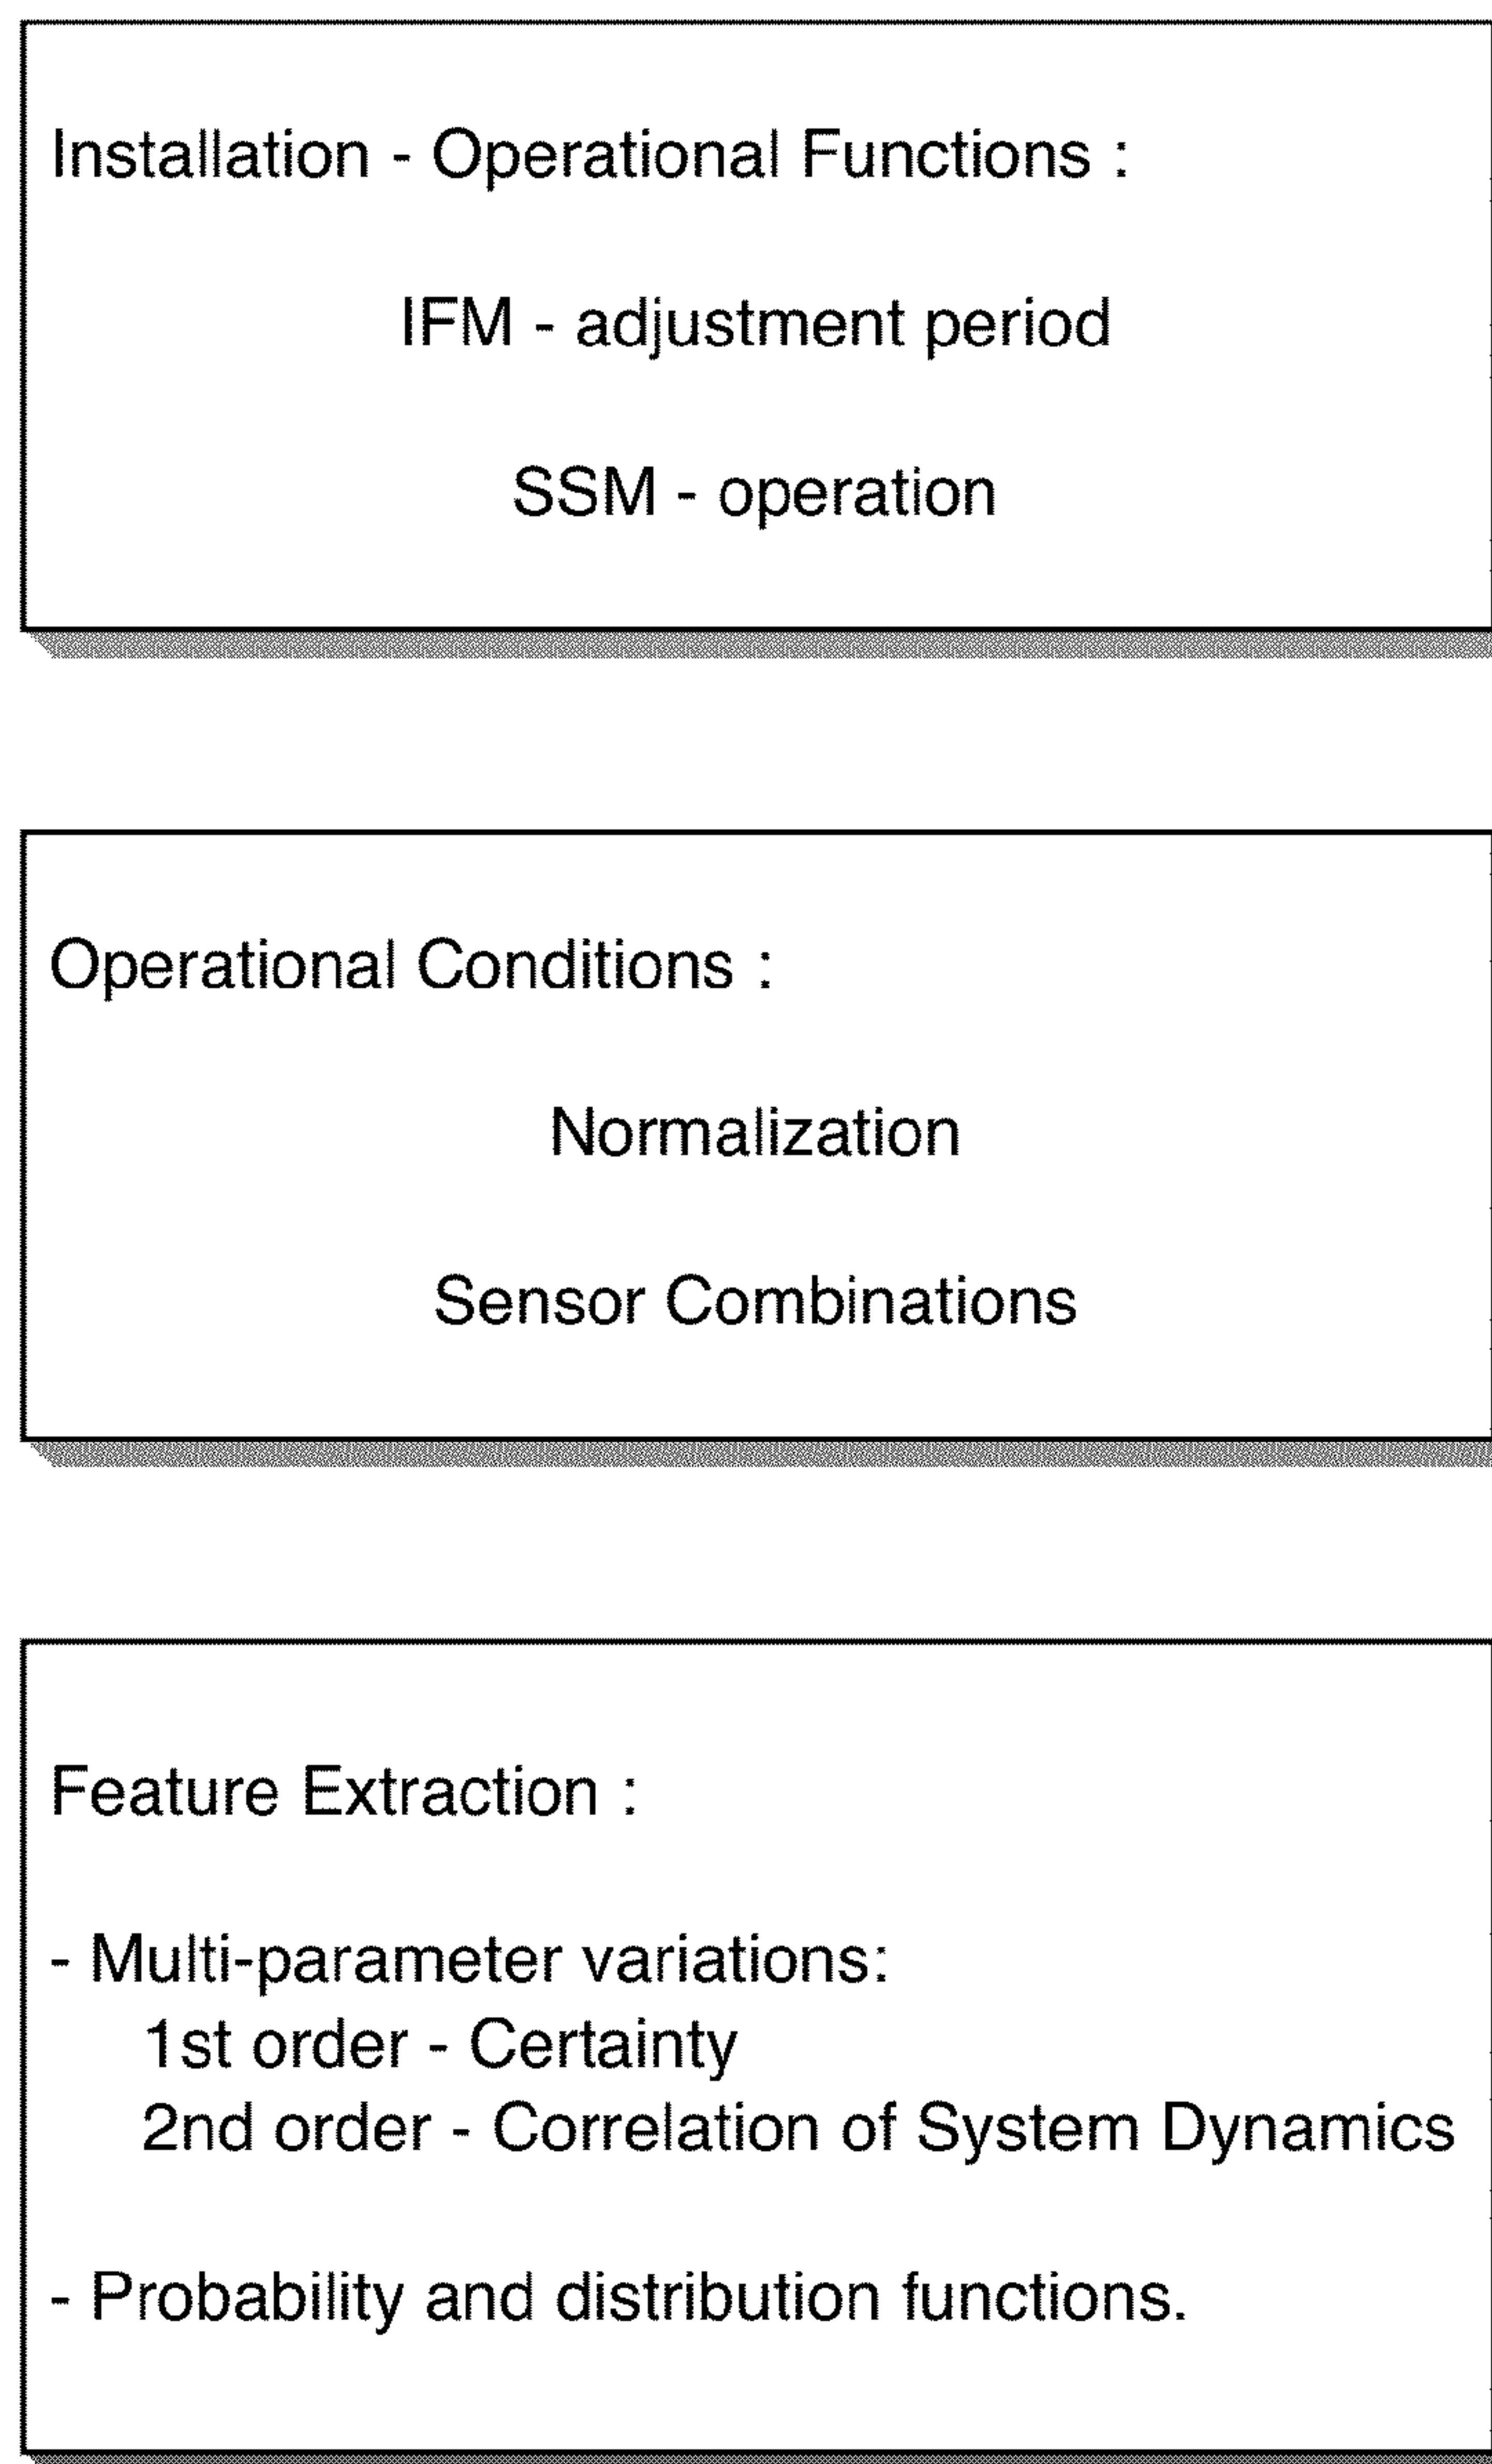 Installation - Operational Functions :
IFM - adjustment period
SSM - operation
Operational Conditions :
Normalization
Sensor Combinations
Feature Extraction :
- Multi-parameter variations:
1st order - Certainty
2nd order - Correlation of System Dynamics
- Probability and distribution functions.